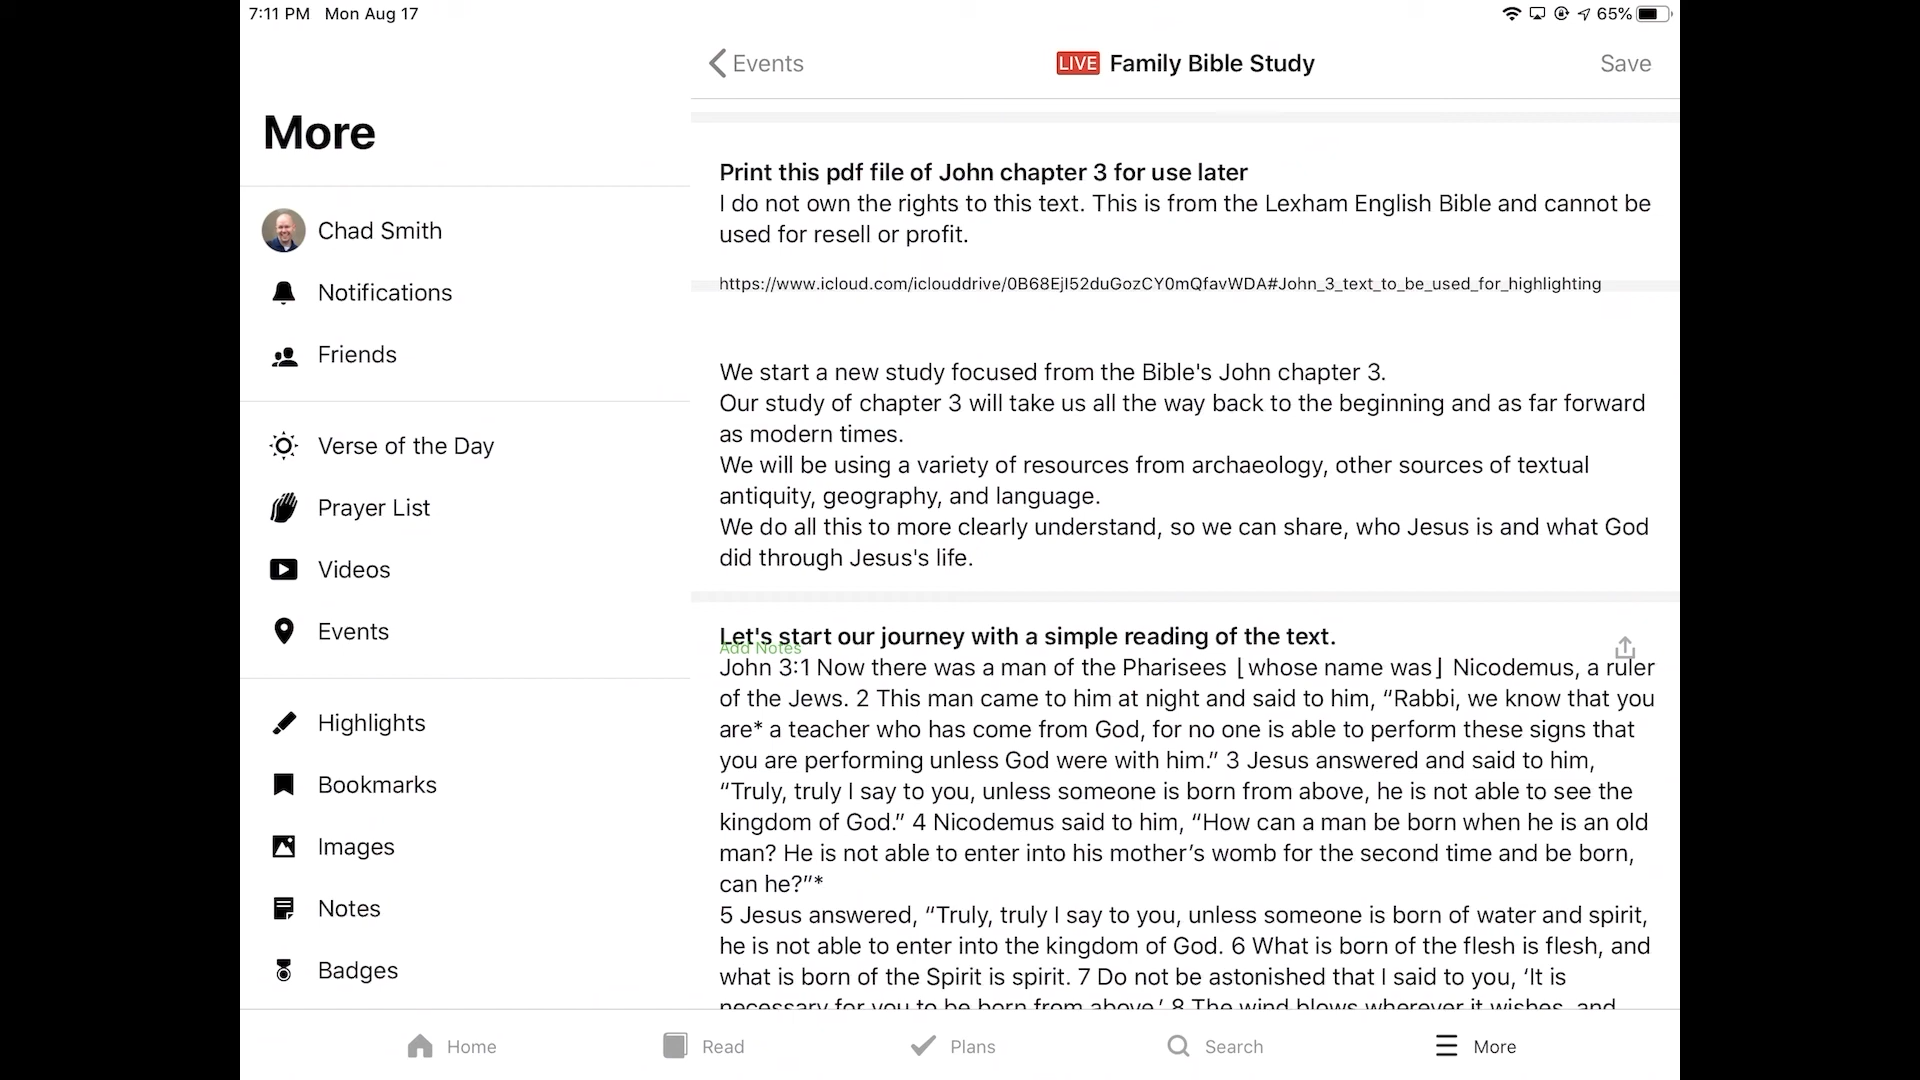 7:11 PM Mon Aug 17
65%
More
Chad Smith
Notifications
Friends
Verse of the Day
Prayer List
Videos
Events
Highlights
Bookmarks
Images
Notes
Badges
Events
LIVE Family Bible Study
Save
Print this pdf file of John chapter 3 for use later
I do not own the rights to this text. This is from the Lexham English Bible and cannot be
used for resell or profit.
https://www.icloud.com/iclouddrive/0B68EjI52duGozCY0mQfavWDA#John_3_text_to_be_used_for_highlighting
We start a new study focused from the Bible's John chapter 3.
Our study of chapter 3 will take us all the way back to the beginning and as far forward
as modern times.
We will be using a variety of resources from archaeology, other sources of textual
antiquity, geography, and language.
We do all this to more clearly understand, so we can share, who Jesus is and what God
did through Jesus's life.
Let's start our journey with a simple reading of the text.
Add Notes
John 3:1 Now there was a man of the Pharisees ⌊whose name was⌋ Nicodemus, a ruler
of the Jews. 2 This man came to him at night and said to him, “Rabbi, we know that you
are* a teacher who has come from God, for no one is able to perform these signs that
you are performing unless God were with him.” 3 Jesus answered and said to him,
“Truly, truly I say to you, unless someone is born from above, he is not able to see the
kingdom of God.” 4 Nicodemus said to him, “How can a man be born when he is an old
man? He is not able to enter into his mother’s womb for the second time and be born,
can he?”*
5 Jesus answered, “Truly, truly I say to you, unless someone is born of water and spirit,
he is not able to enter into the kingdom of God. 6 What is born of the flesh is flesh, and
what is born of the Spirit is spirit. 7 Do not be astonished that I said to you, ‘It is
necessary for you to be born from above.’ 8 The wind blows wherever it wishes, and
Home
Read
Plans
Search
More